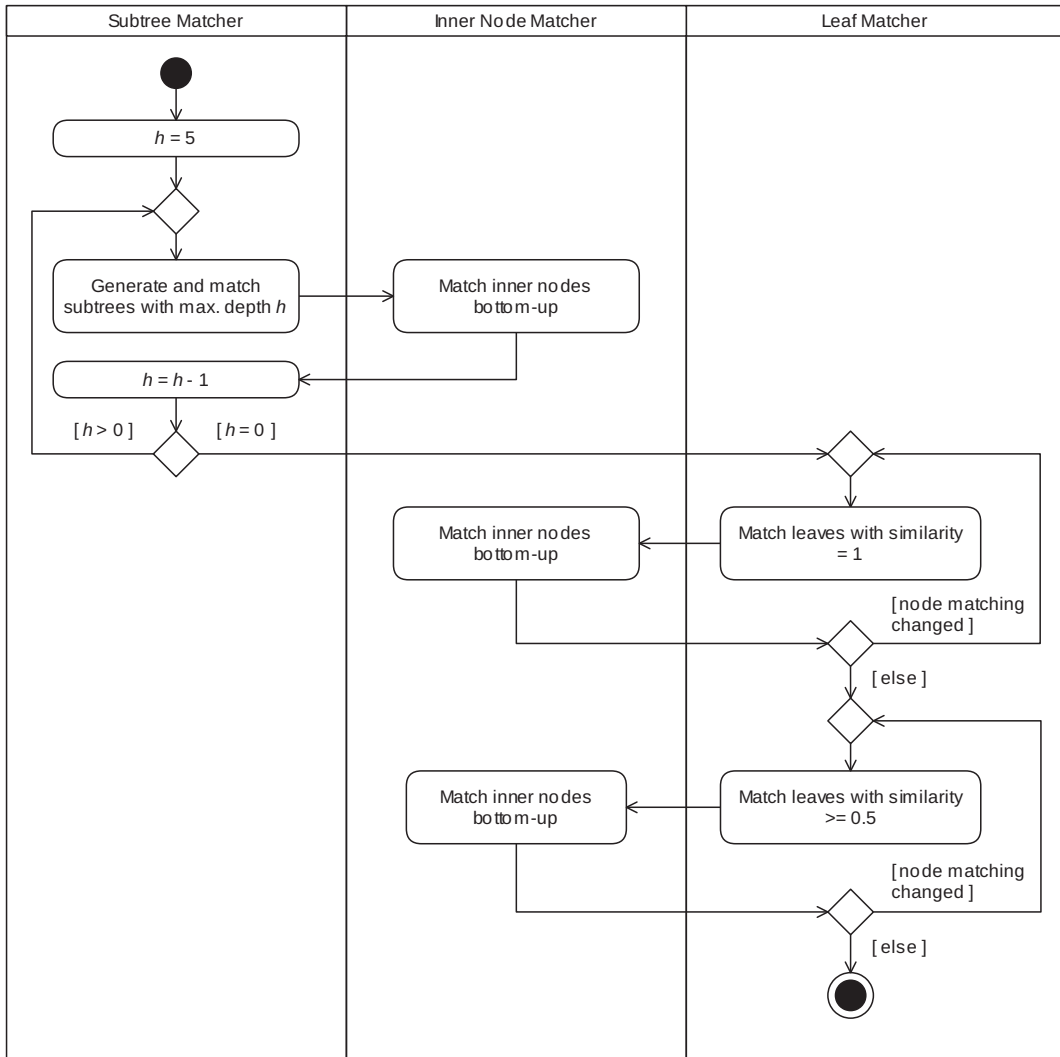 Subtree Matcher
Inner Node Matcher
Leaf Matcher
h = 5
Generate and match
subtrees with max. depth h
Match inner nodes
bottom-up
h = h - 1
[ h > 0 ]
[ h = 0 ]
Match inner nodes
bottom-up
Match leaves with similarity
= 1
[ node matching
changed ]
[ else ]
Match inner nodes
bottom-up
Match leaves with similarity
>= 0.5
[ node matching
changed ]
[ else ]